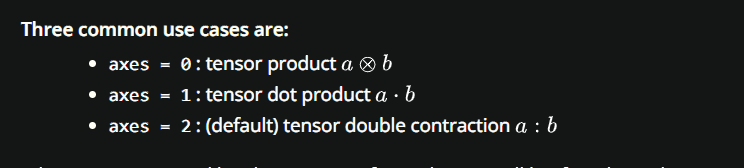 Three common use cases are:
• axes = 0 : tensor product a ⊗ b
• axes = 1 : tensor dot product a · b
• axes = 2 : (default) tensor double contraction a : b